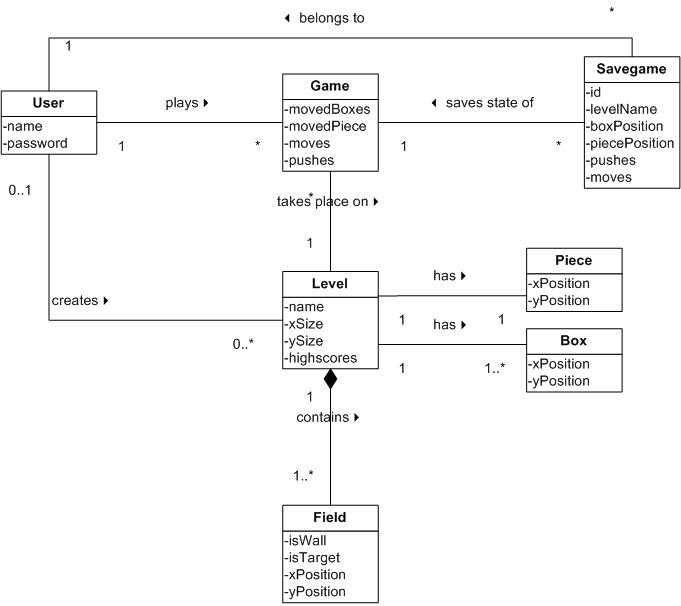 ◄ belongs to
*
1
User
-name
-password
plays ►
1
*
Game
-movedBoxes
-movedPiece
-moves
-pushes
◄ saves state of
1
*
Savegame
-id
-levelName
-boxPosition
-piecePosition
-pushes
-moves
0..1
*
takes place on ►
1
creates ►
0..*
Level
-name
-xSize
-ySize
-highscores
has ►
1
1
Piece
-xPosition
-yPosition
has ►
1
1..*
Box
-xPosition
-yPosition
1
contains ►
1..*
Field
-isWall
-isTarget
-xPosition
-yPosition